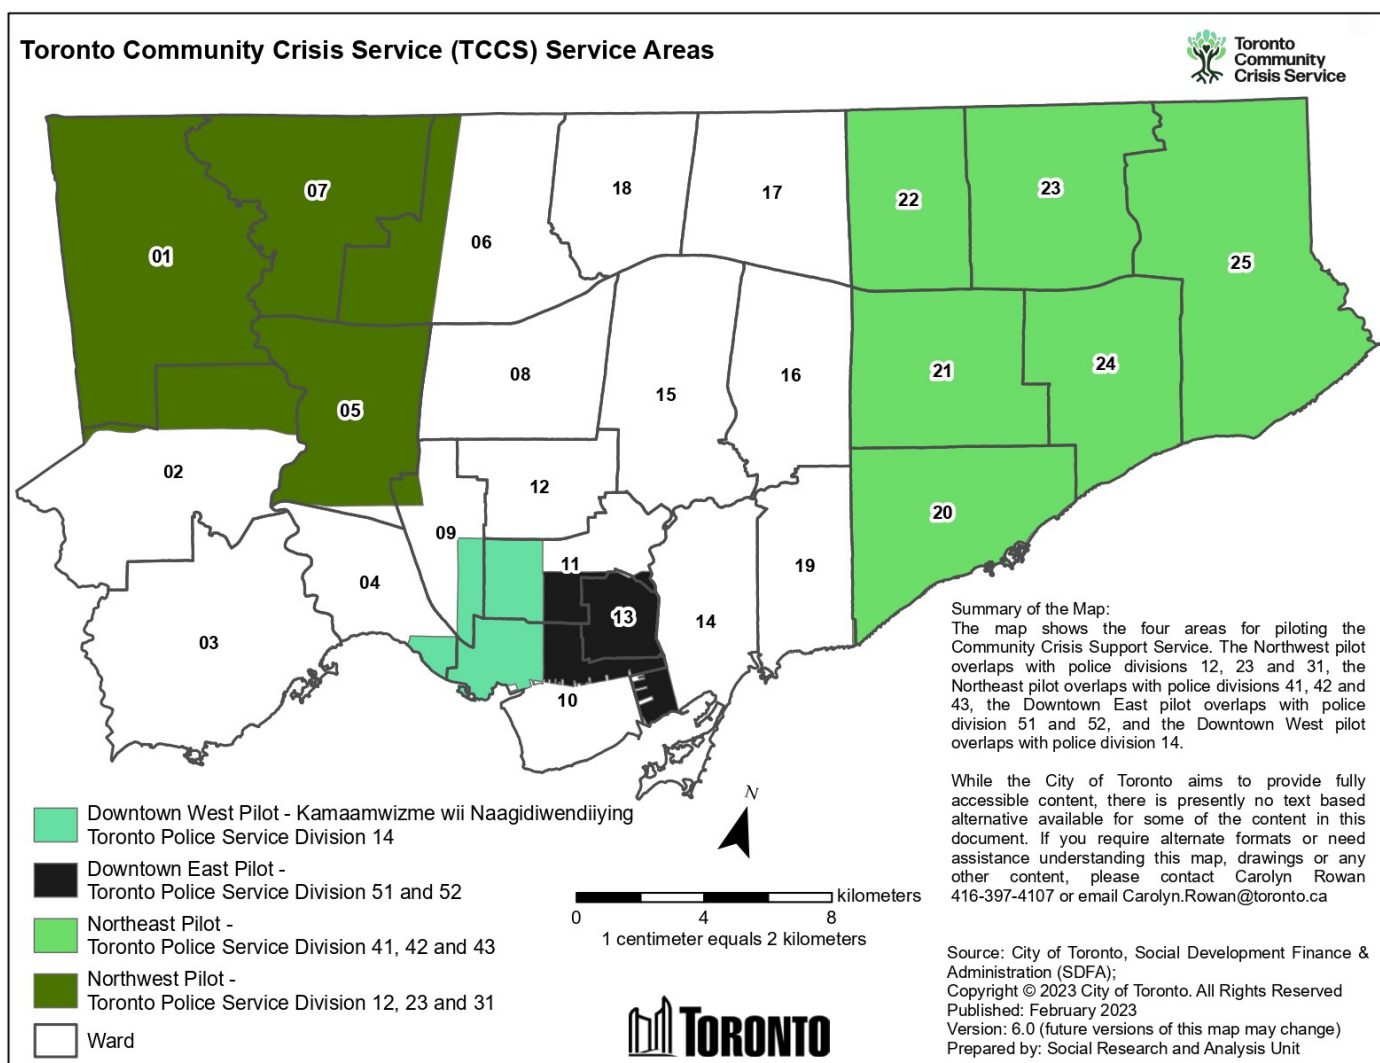 Toronto Community Crisis Service (TCCS) Service Areas
Toronto
Community
Crisis Service
01
07
06
18
17
22
23
25
05
08
15
16
21
24
02
12
09
11
20
04
13
14
19
03
10
N
Downtown West Pilot - Kamaamwizme wii Naagidiwendiiying
Toronto Police Service Division 14
Downtown East Pilot -
Toronto Police Service Division 51 and 52
Northeast Pilot -
Toronto Police Service Division 41, 42 and 43
Northwest Pilot -
Toronto Police Service Division 12, 23 and 31
Ward
kilometers
0 4 8
1 centimeter equals 2 kilometers
TORONTO
Summary of the Map:
The map shows the four areas for piloting the
Community Crisis Support Service. The Northwest pilot
overlaps with police divisions 12, 23 and 31, the
Northeast pilot overlaps with police divisions 41, 42 and
43, the Downtown East pilot overlaps with police
division 51 and 52, and the Downtown West pilot
overlaps with police division 14.
While the City of Toronto aims to provide fully
accessible content, there is presently no text based
alternative available for some of the content in this
document. If you require alternate formats or need
assistance understanding this map, drawings or any
other content, please contact Carolyn Rowan
416-397-4107 or email Carolyn.Rowan@toronto.ca
Source: City of Toronto, Social Development Finance &
Administration (SDFA);
Copyright © 2023 City of Toronto. All Rights Reserved
Published: February 2023
Version: 6.0 (future versions of this map may change)
Prepared by: Social Research and Analysis Unit